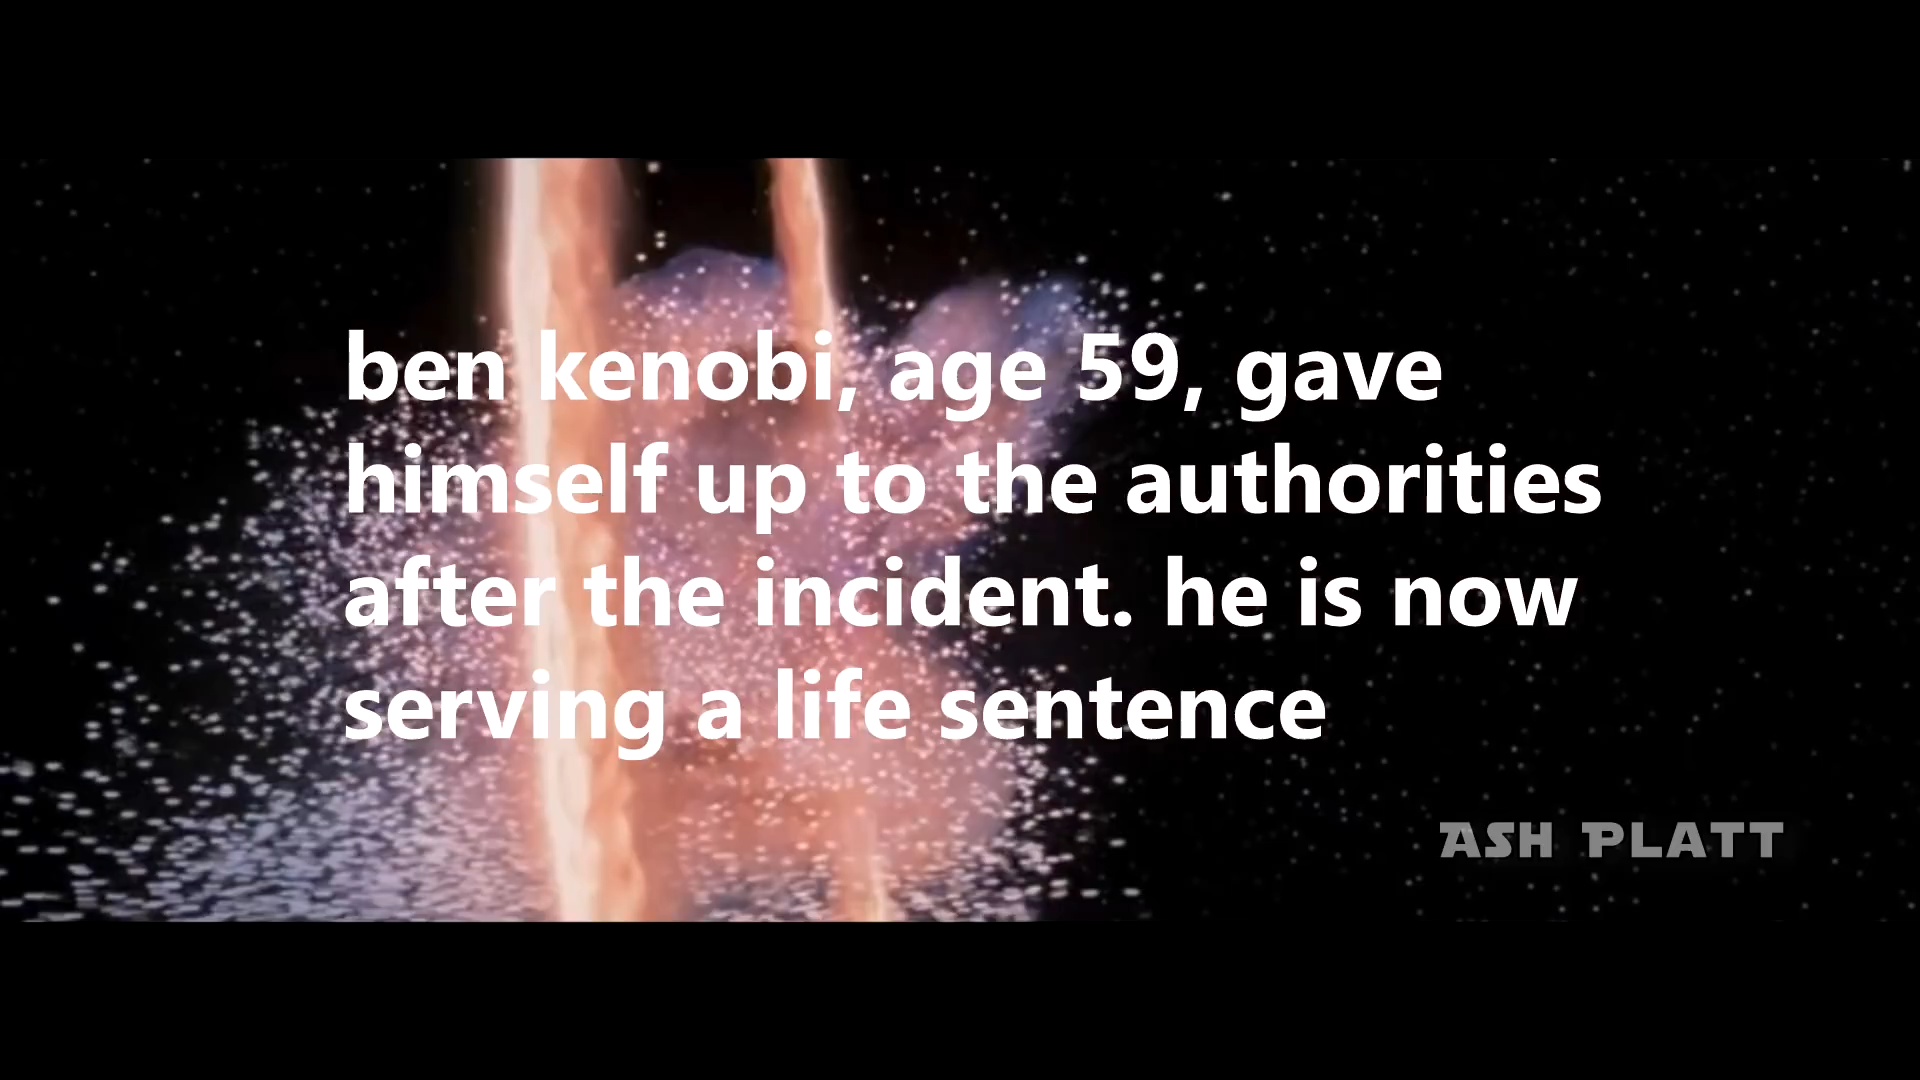 ben kenobi, age 59, gave
himself up to the authorities
after the incident. he is now
serving a life sentence
ASH PLATT